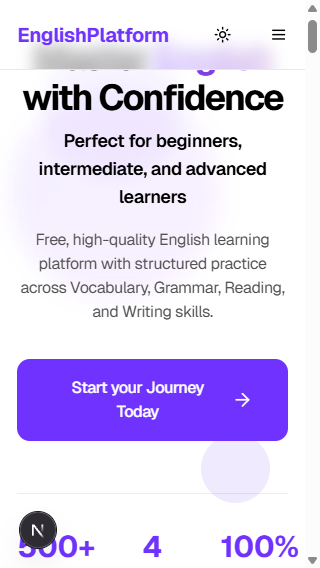 EnglishPlatform
with Confidence
Perfect for beginners,
intermediate, and advanced
learners
Free, high-quality English learning
platform with structured practice
across Vocabulary, Grammar, Reading,
and Writing skills.
Start your Journey
Today
N
500+ 4 100%